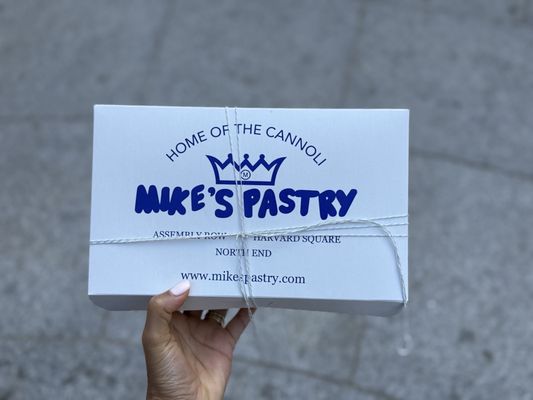 HOME OF THE CANNOLI
M
MIKE'S PASTRY
ASSEMBLY ROW HARVARD SQUARE
NORTH END
www.mikespastry.com